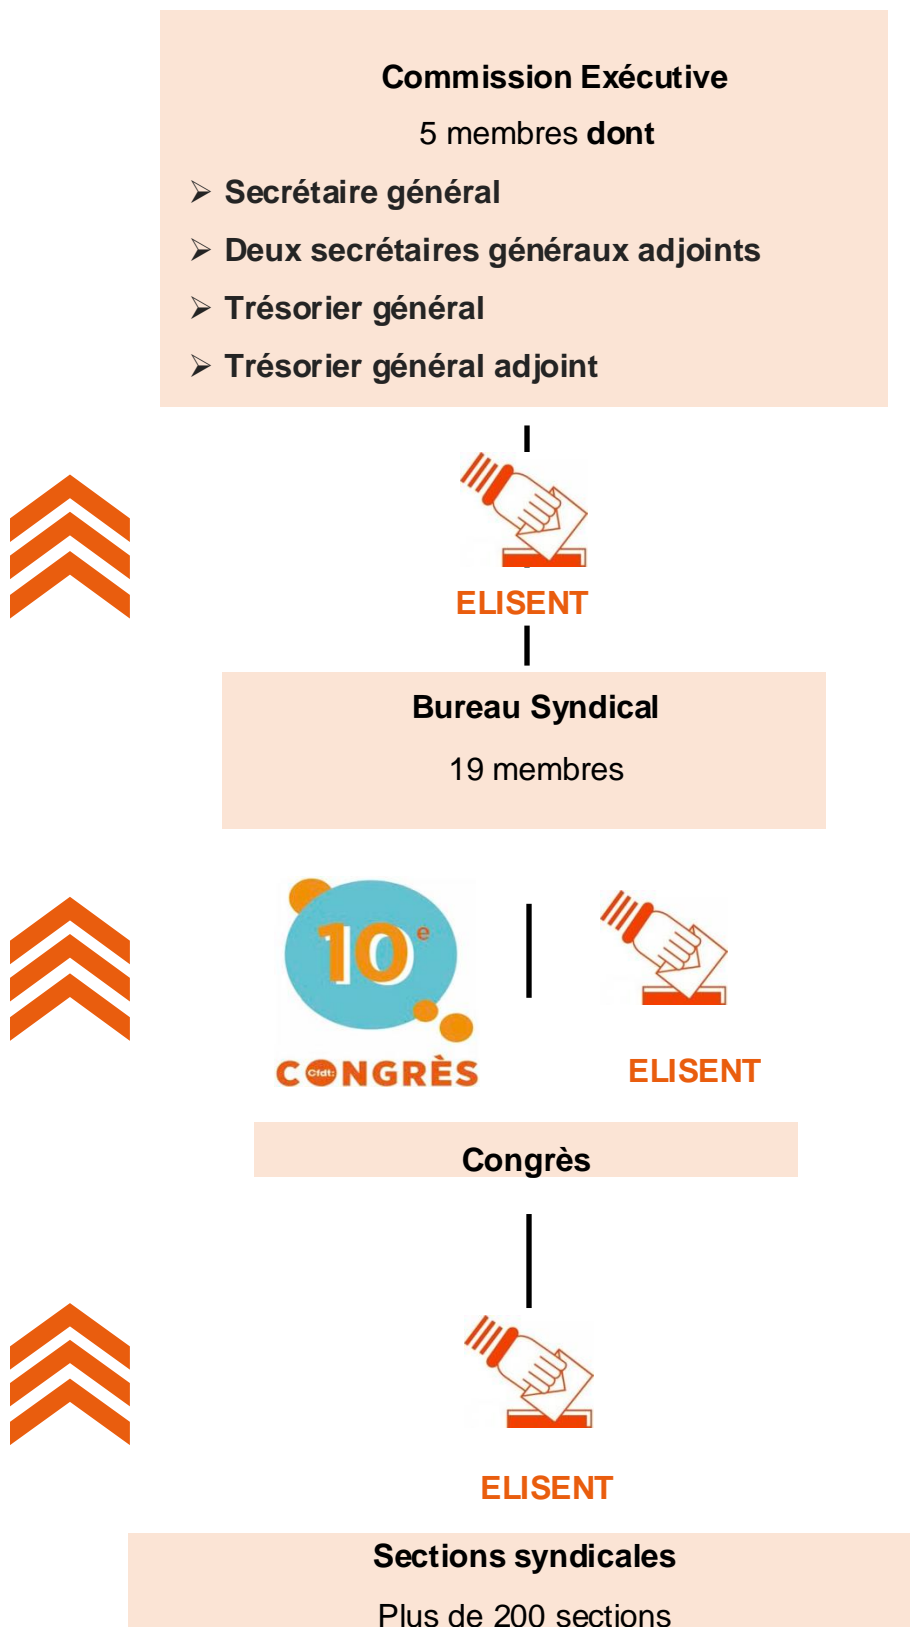 Commission Exécutive
5 membres dont
➢ Secrétaire général
➢ Deux secrétaires généraux adjoints
➢ Trésorier général
➢ Trésorier général adjoint
ELISENT
Bureau Syndical
19 membres
10e
CONGRÈS
Cfdt:
ELISENT
Congrès
ELISENT
Sections syndicales
Plus de 200 sections